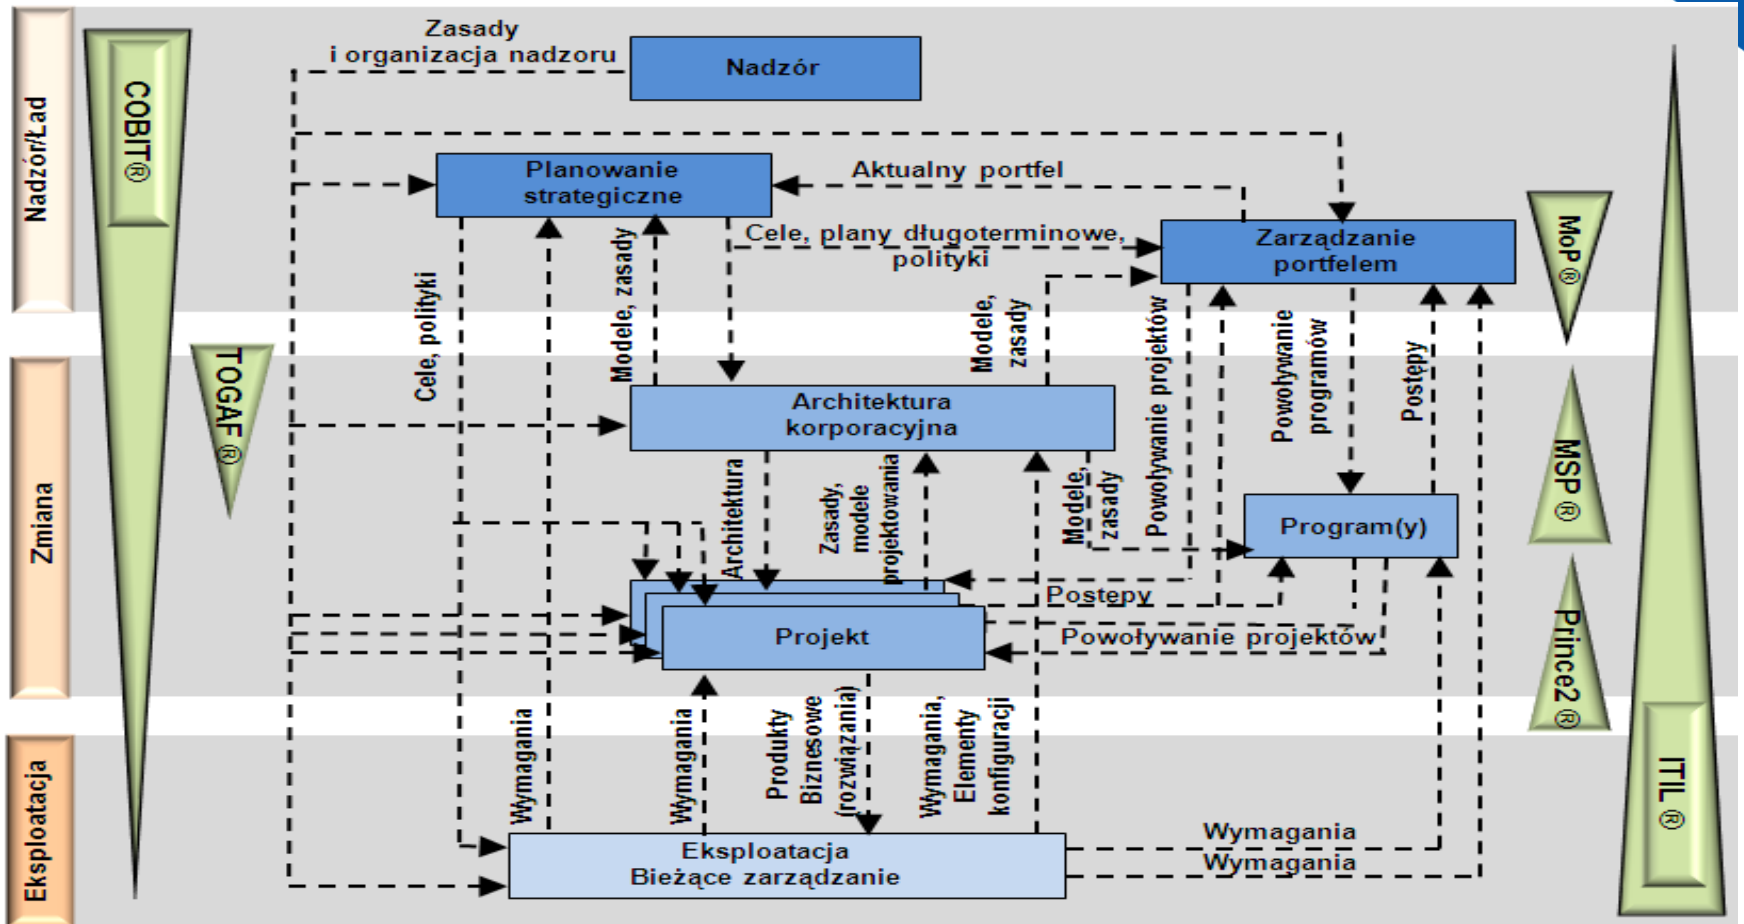 Zasady
i organizacja nadzoru
Nadzór
Nadzór/Ład
COBIT®
Planowanie
strategiczne
Aktualny portfel
Cele, plany długoterminowe,
polityki
Zarządzanie
portfelem
MoP®
Cele, polityki
Modele, zasady
Modele,
zasady
Powoływanie projektów
Powoływanie
programów
Postępy
Zmiana
TOGAF®
Architektura
korporacyjna
MSP®
Architektura
Zasady,
modele
projektowania
Modele,
zasady
Program(y)
Postępy
Projekt
Powoływanie projektów
Prince2®
Wymagania
Wymagania
Produkty
Biznesowe
(rozwiązania)
Wymagania,
Elementy
konfiguracji
ITIL®
Eksploatacja
Eksploatacja
Bieżące zarządzanie
Wymagania
Wymagania